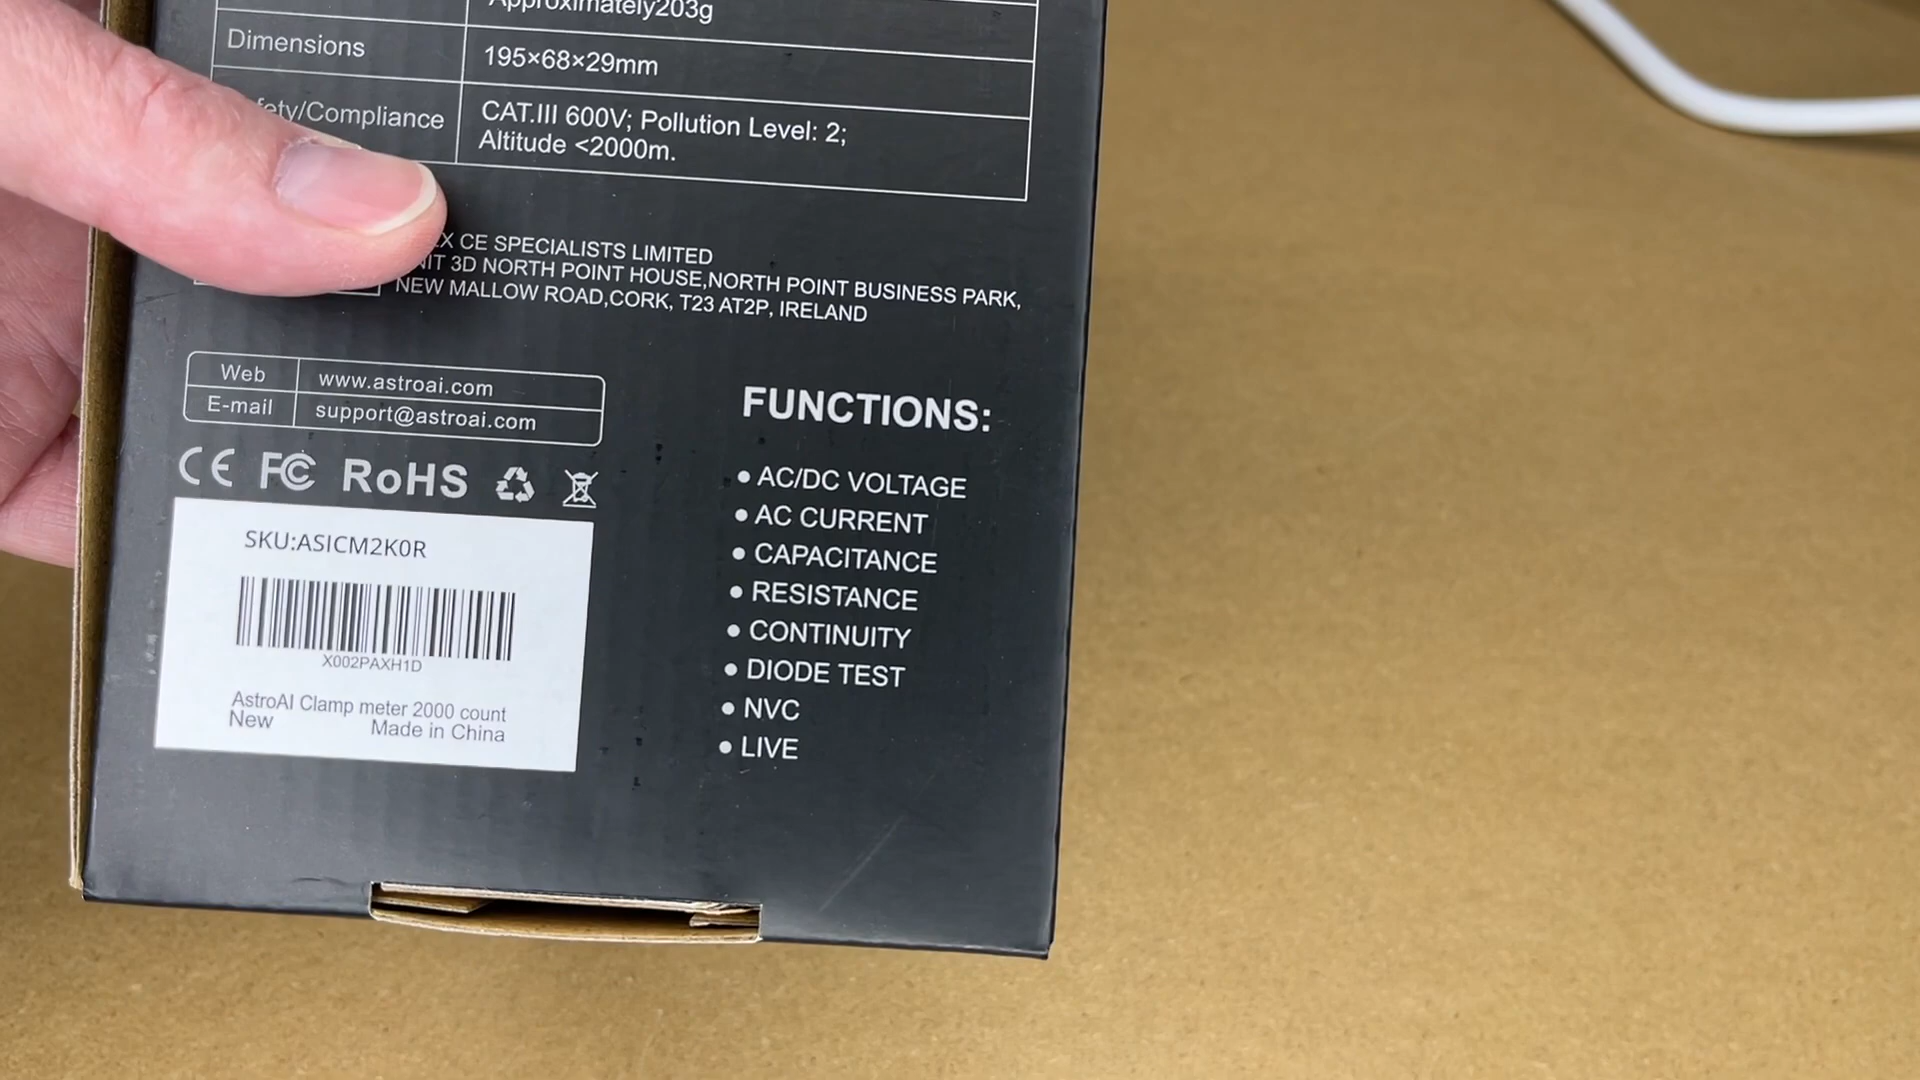 Approximately203g
Dimensions
195×68×29mm
fety/Compliance
CAT.III 600V; Pollution Level: 2;
Altitude <2000m.
X CE SPECIALISTS LIMITED
NIT 3D NORTH POINT HOUSE,NORTH POINT BUSINESS PARK,
NEW MALLOW ROAD,CORK, T23 AT2P, IRELAND
Web www.astroai.com
E-mail support@astroai.com
CE FC RoHS
SKU:ASICM2K0R
X002PAXH1D
AstroAI Clamp meter 2000 count
New Made in China
FUNCTIONS:
● AC/DC VOLTAGE
● AC CURRENT
● CAPACITANCE
● RESISTANCE
● CONTINUITY
● DIODE TEST
● NVC
● LIVE